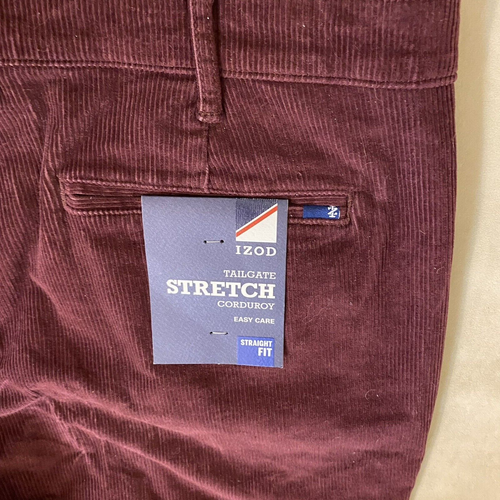 IZOD
TAILGATE
STRETCH
CORDUROY
EASY CARE
STRAIGHT
FIT